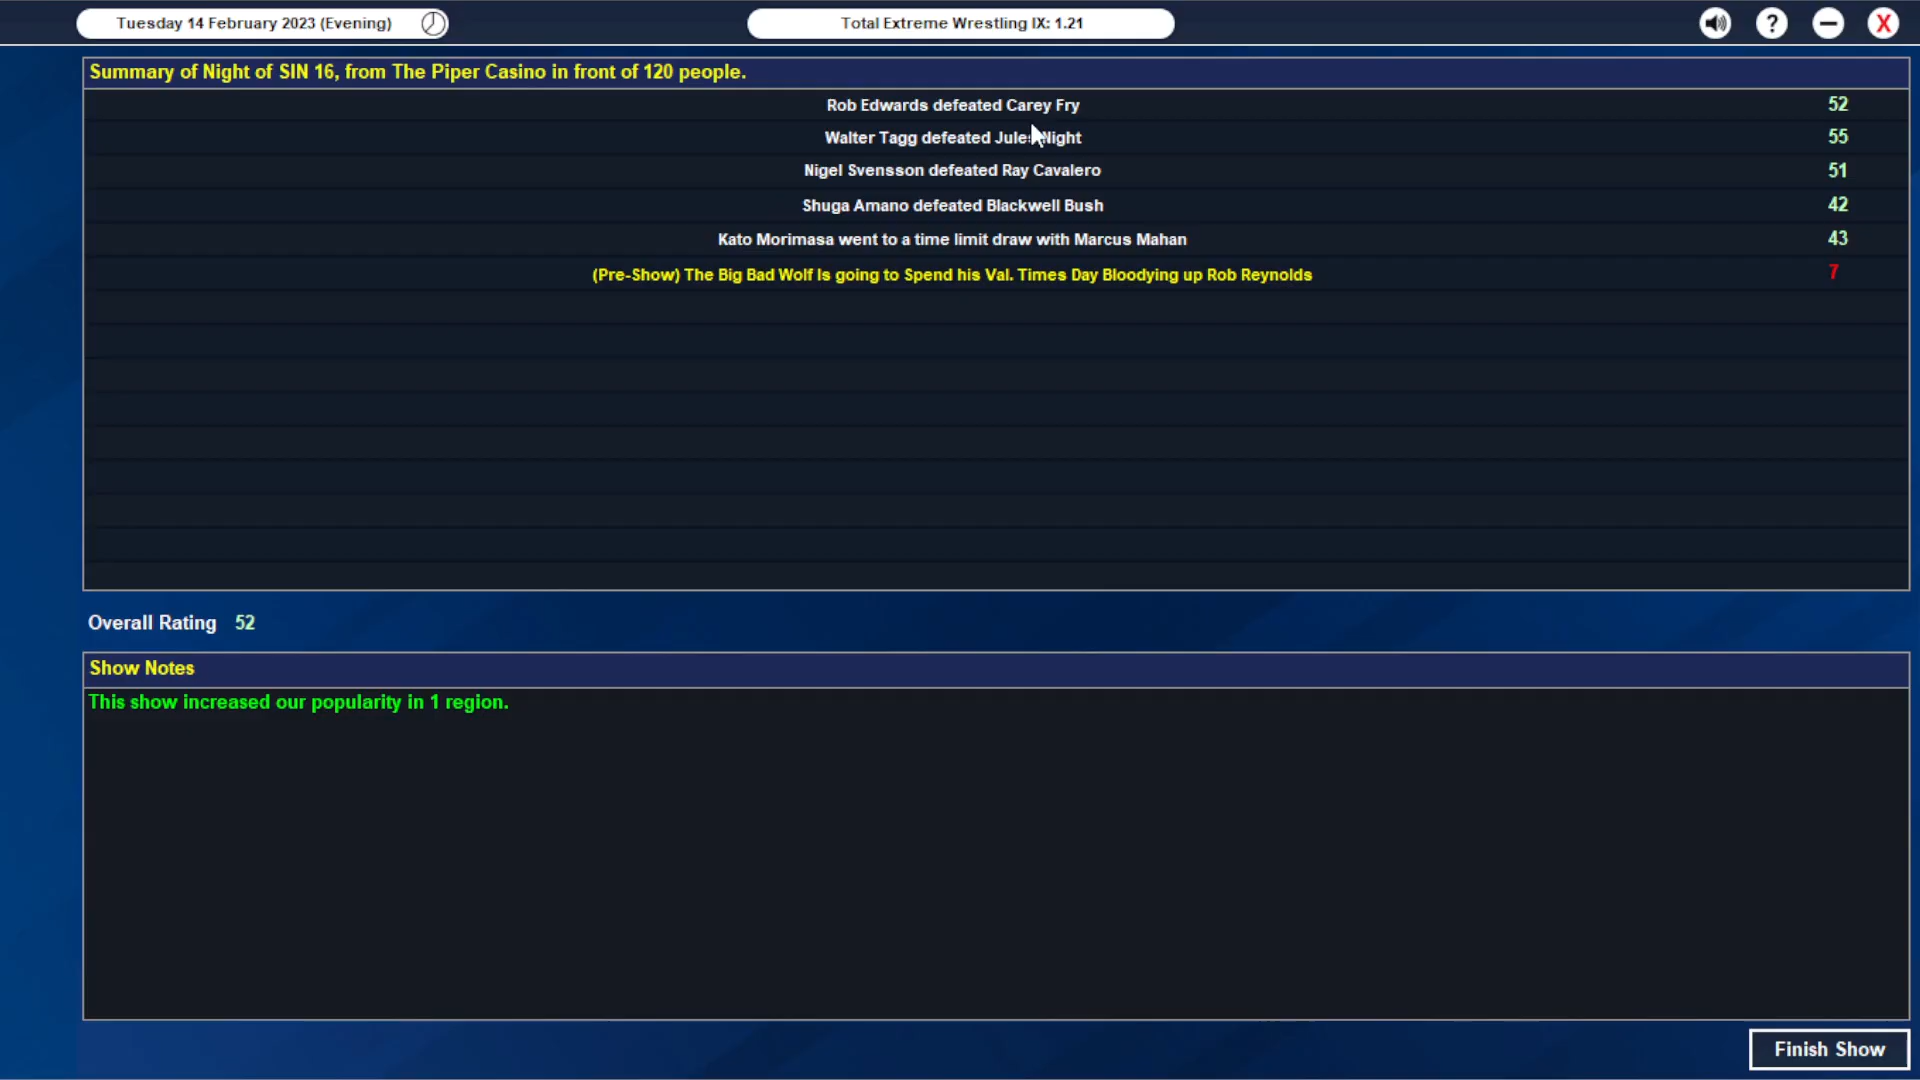 Tuesday 14 February 2023 (Evening)
Total Extreme Wrestling IX: 1.21
?
X
Summary of Night of SIN 16, from The Piper Casino in front of 120 people.
Rob Edwards defeated Carey Fry 52
Walter Tagg defeated Jules Night 55
Nigel Svensson defeated Ray Cavalero 51
Shuga Amano defeated Blackwell Bush 42
Kato Morimasa went to a time limit draw with Marcus Mahan 43
(Pre-Show) The Big Bad Wolf Is going to Spend his Val. Times Day Bloodying up Rob Reynolds 7
Overall Rating 52
Show Notes
This show increased our popularity in 1 region.
Finish Show